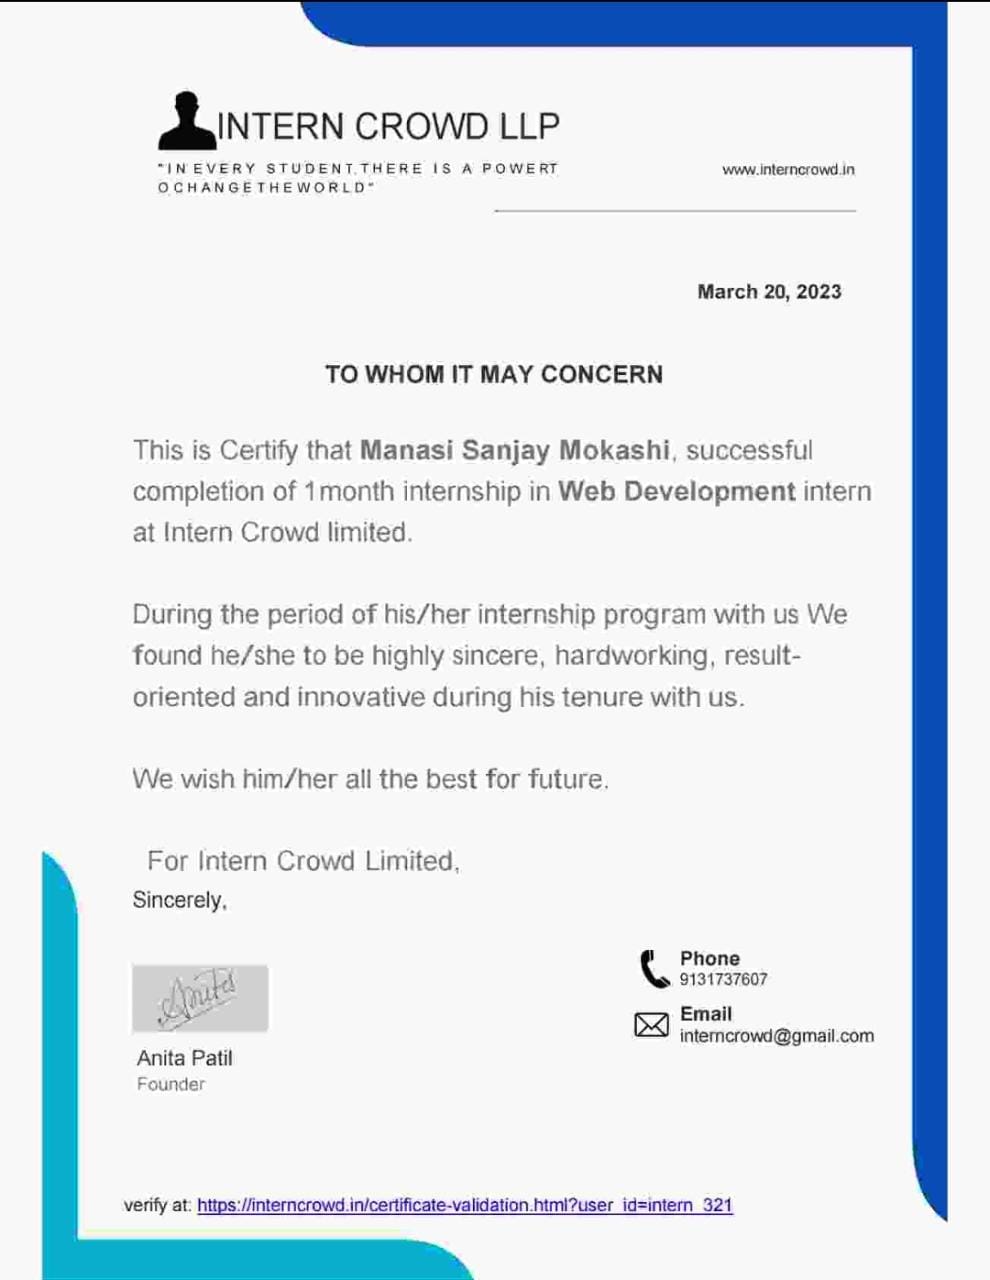 INTERN CROWD LLP
"IN EVERY STUDENT,THERE IS A POWERT
OCHANGETHEWORLD"
www.interncrowd.in
March 20, 2023
TO WHOM IT MAY CONCERN
This is Certify that Manasi Sanjay Mokashi, successful
completion of 1 month internship in Web Development intern
at Intern Crowd limited.
During the period of his/her internship program with us We
found he/she to be highly sincere, hardworking, result-
oriented and innovative during his tenure with us.
We wish him/her all the best for future.
For Intern Crowd Limited,
Sincerely,
Anita
Anita Patil
Founder
Phone
9131737607
Email
interncrowd@gmail.com
verify at: https://interncrowd.in/certificate-validation.html?user_id=intern_321